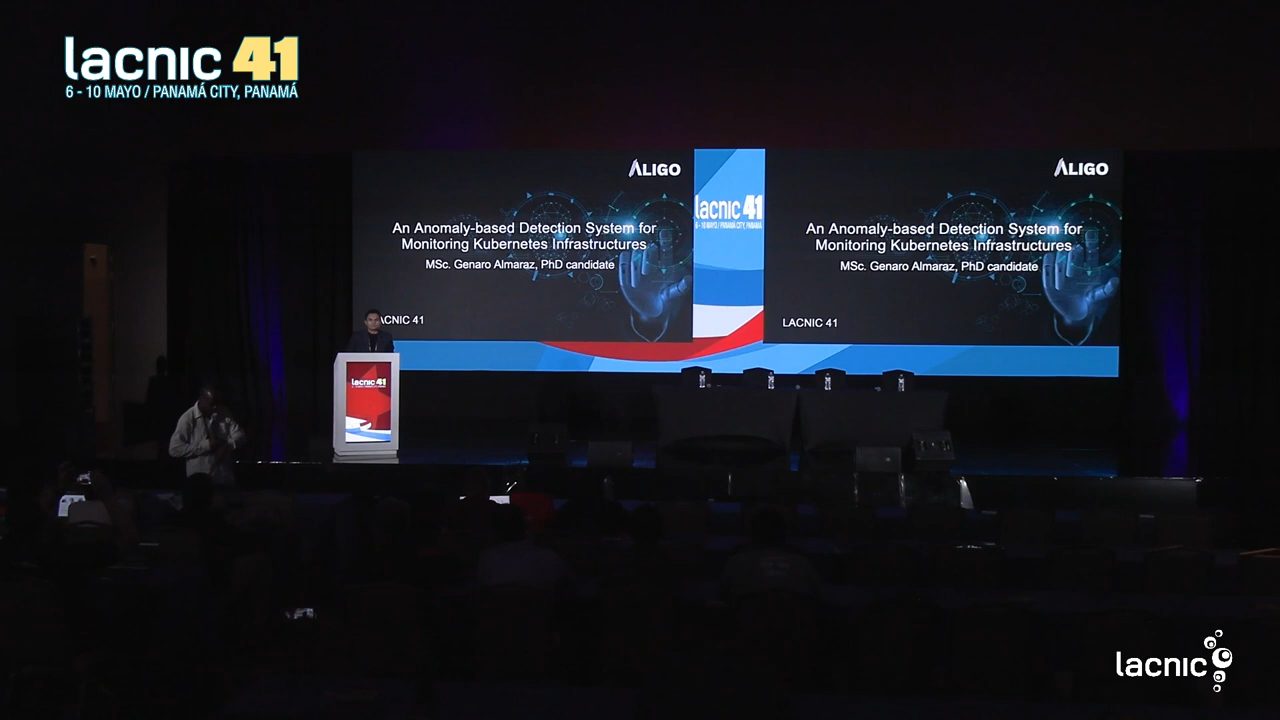 lacnic 41
6 - 10 MAYO / PANAMÁ CITY, PANAMÁ
ALIGO
An Anomaly-based Detection System for
Monitoring Kubernetes Infrastructures
MSc. Genaro Almaraz, PhD candidate
ACNIC 41
lacnic 41
6 - 10 MAYO / PANAMÁ CITY, PANAMÁ
ALIGO
An Anomaly-based Detection System for
Monitoring Kubernetes Infrastructures
MSc. Genaro Almaraz, PhD candidate
LACNIC 41
lacnic 41
lacnic